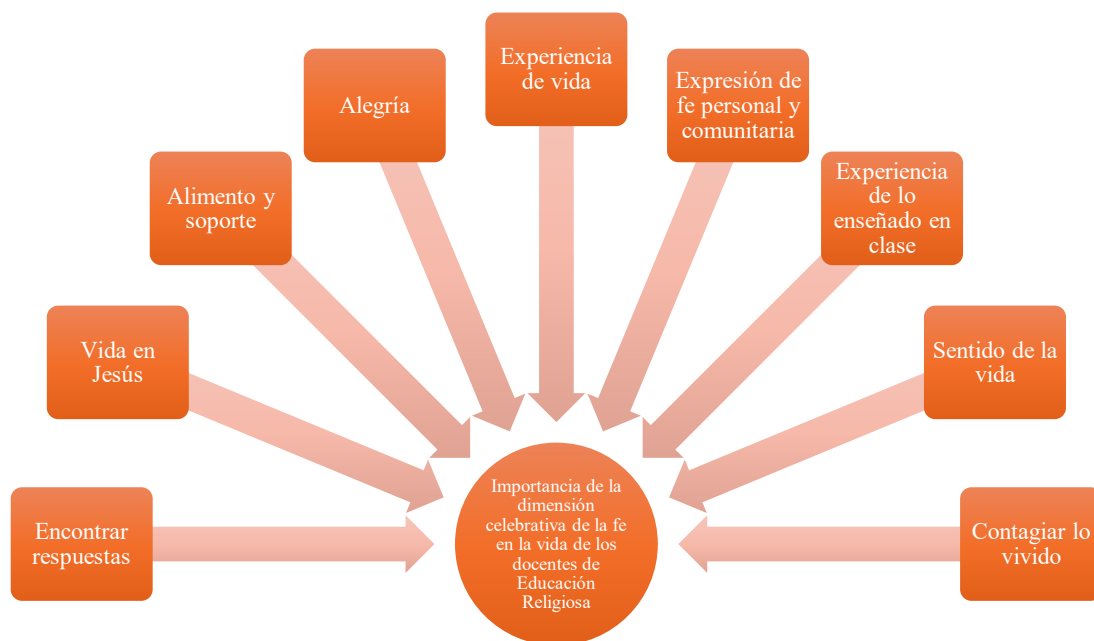 Experiencia
de vida
Alegría
Expresión de
fe personal y
comunitaria
Alimento y
soporte
Experiencia
de lo
enseñado en
clase
Vida en
Jesús
Sentido de la
vida
Encontrar
respuestas
Importancia de la
dimensión
celebrativa de la fe
en la vida de los
docentes de
Educación
Religiosa
Contagiar lo
vivido